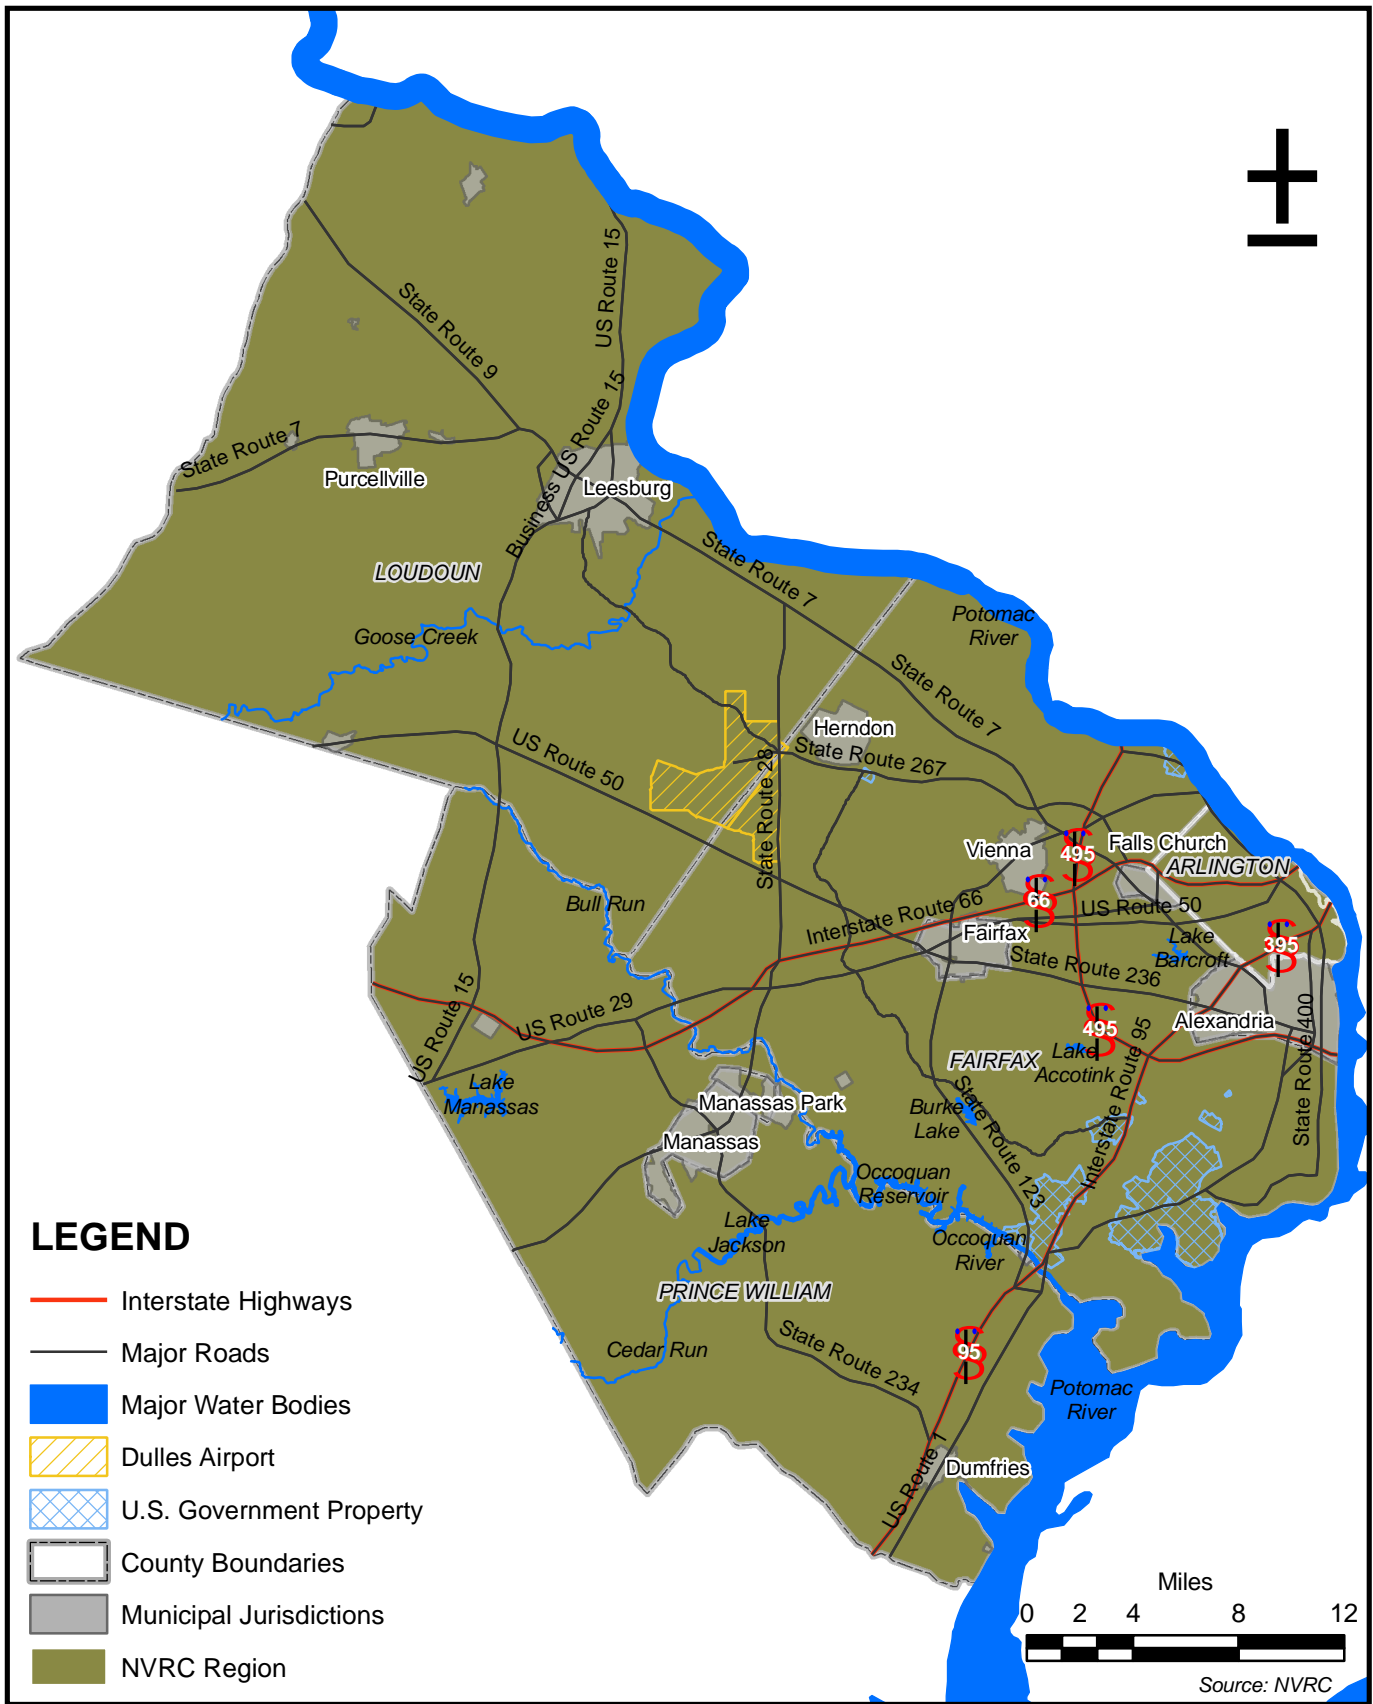 US Route 15
State Route 9
Business US Route 15
State Route 7
Purcellville
Leesburg
LOUDOUN
State Route 7
Goose Creek
Potomac
River
State Route 7
Herndon
US Route 50
State Route 267
State Route 28
Vienna
495
Falls Church
ARLINGTON
66
Bull Run
Interstate Route 66
US Route 50
Fairfax
Lake
Barcroft
395
State Route 236
US Route 15
US Route 29
Alexandria
495
State Route 400
FAIRFAX
Lake
Accotink
Interstate Route 95
Lake
Manassas
Manassas Park
Burke
Lake
State Route 123
Manassas
Occoquan
Reservoir
Lake
Jackson
Occoquan
River
PRINCE WILLIAM
Cedar Run
State Route 234
95
Potomac
River
US Route 1
Dumfries
LEGEND
Interstate Highways
Major Roads
Major Water Bodies
Dulles Airport
U.S. Government Property
County Boundaries
Municipal Jurisdictions
NVRC Region
Miles
0 2 4 8 12
Source: NVRC